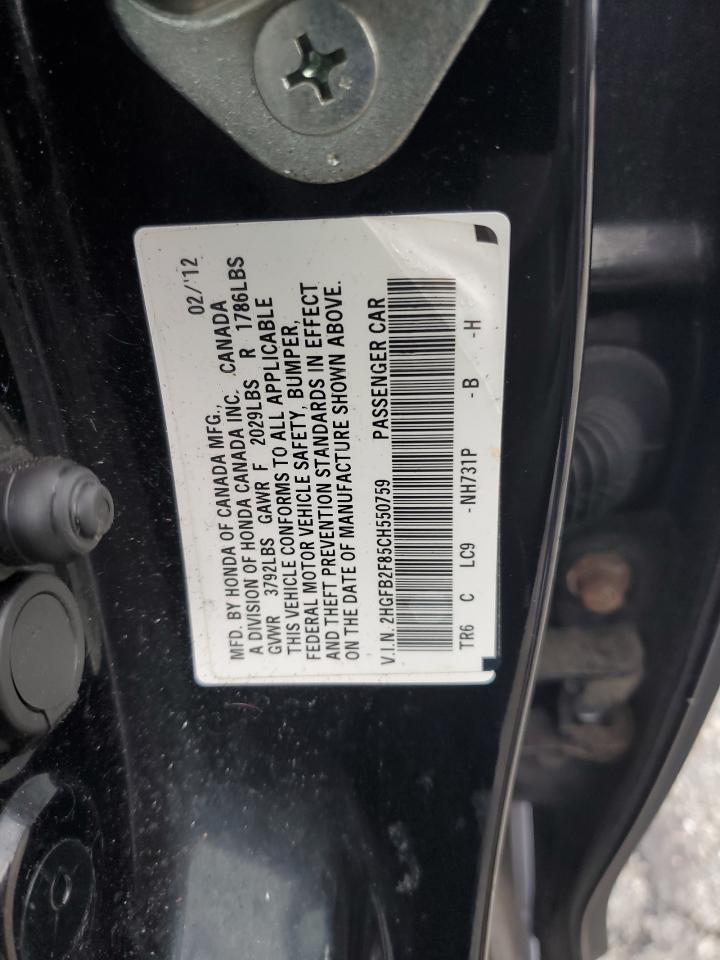 02/'12
MFD. BY HONDA OF CANADA MFG.,
A DIVISION OF HONDA CANADA INC. CANADA
GVWR 3792LBS GAWR F 2029LBS R 1786LBS
THIS VEHICLE CONFORMS TO ALL APPLICABLE
FEDERAL MOTOR VEHICLE SAFETY, BUMPER,
AND THEFT PREVENTION STANDARDS IN EFFECT
ON THE DATE OF MANUFACTURE SHOWN ABOVE.
V.I.N. 2HGFB2F85CH550759 PASSENGER CAR
TR6 C LC9 -NH731P -B -H